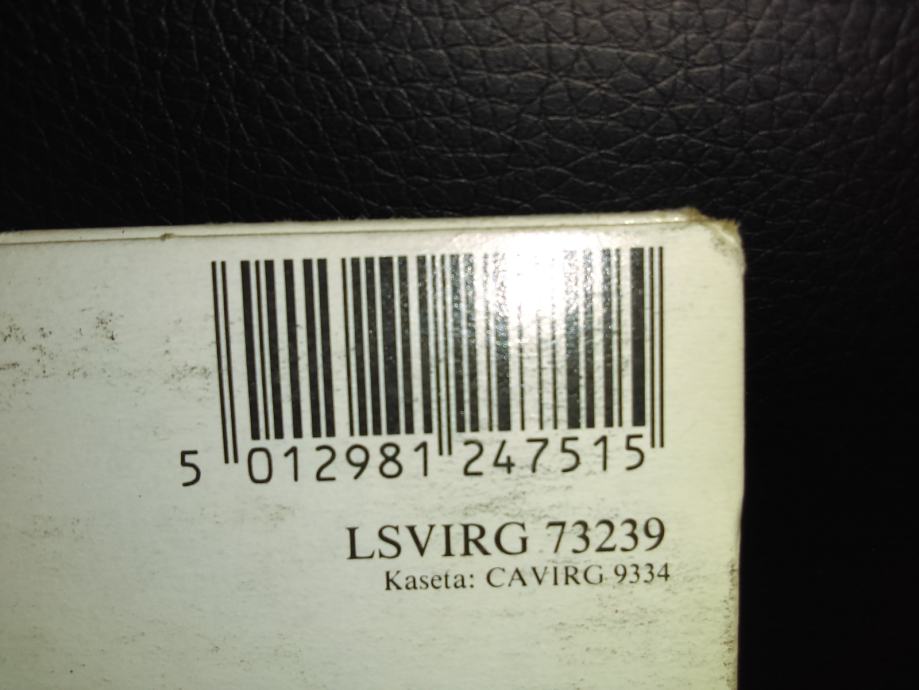 5 012981 247515
LSVIRG 73239
Kaseta: CAVIRG 9334